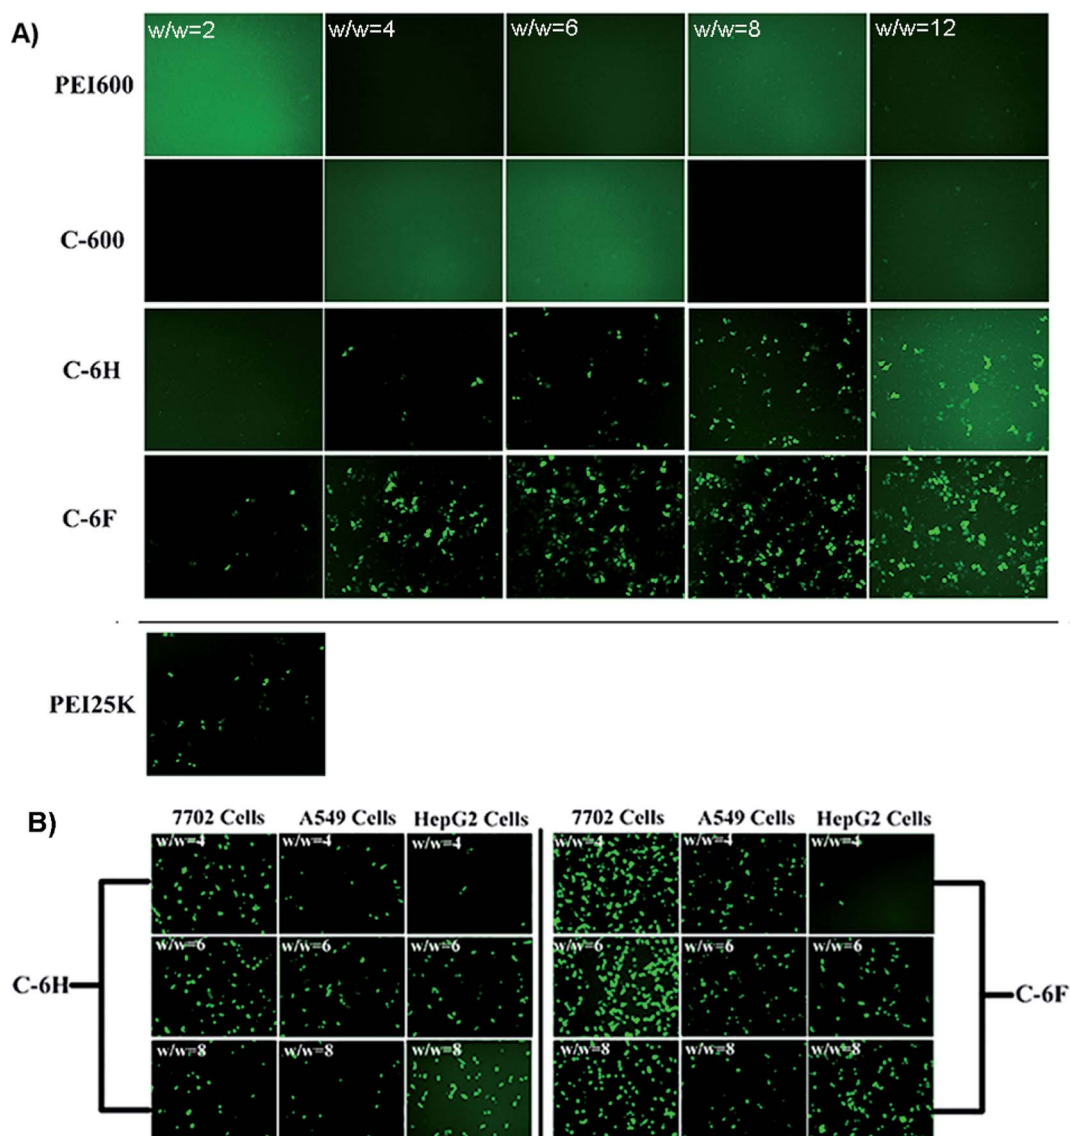 A)
w/w=2 w/w=4 w/w=6 w/w=8 w/w=12
PEI600
C-600
C-6H
C-6F
PEI25K
B)
7702 Cells A549 Cells HepG2 Cells 7702 Cells A549 Cells HepG2 Cells
w/w=4 w/w=4 w/w=4 w/w=4 w/w=4 w/w=4
w/w=6 w/w=6 w/w=6 w/w=6 w/w=6 w/w=6
C-6H C-6F
w/w=8 w/w=8 w/w=8 w/w=8 w/w=8 w/w=8